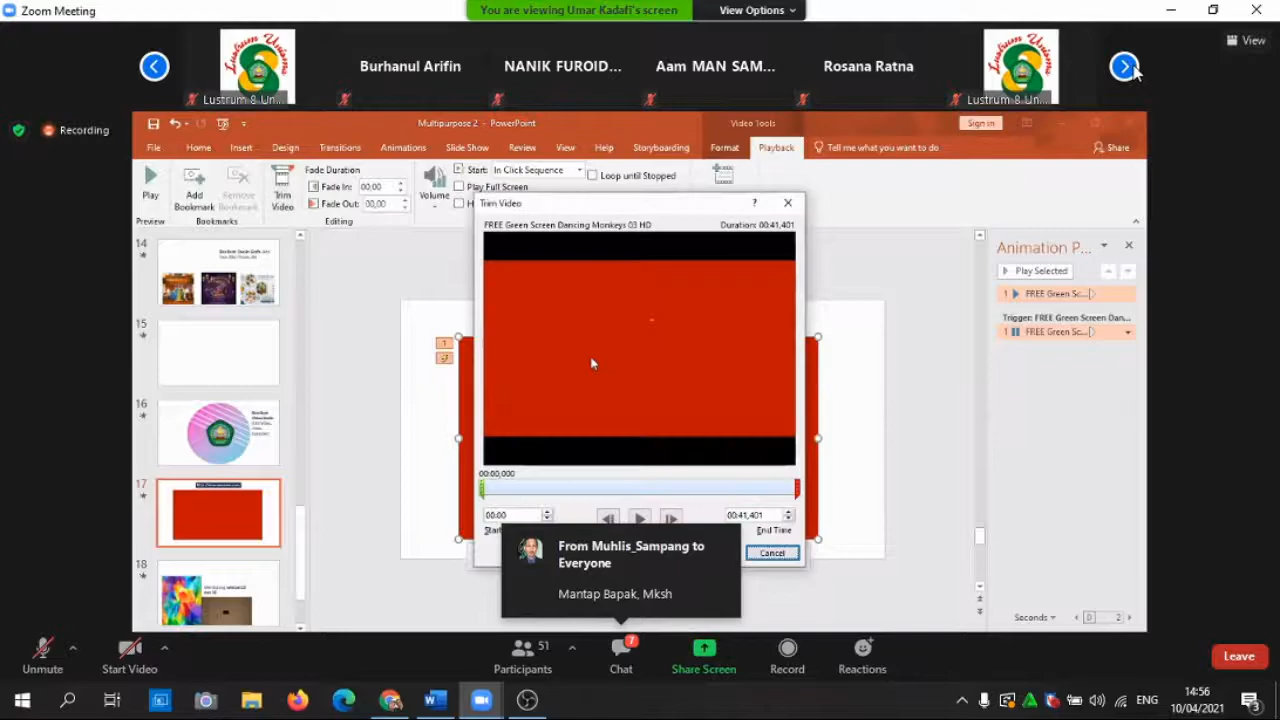 Zoom Meeting
You are viewing Umar Kadafi's screen
View Options
View
Lustrum 8 Un...
Burhanul Arifin
NANIK FUROID...
Aam MAN SAM...
Rosana Ratna
Lustrum 8 Un...
Recording
Multipurpose 2 - PowerPoint
Video Tools
Sign in
File Home Insert Design Transitions Animations Slide Show Review View Help Storyboarding Format Playback Tell me what you want to do Share
Play
Add Bookmark
Remove Bookmark
Trim Video
Fade Duration
Fade In: 00,00
Fade Out: 00,00
Volume
Start: In Click Sequence
Play Full Screen
Loop until Stopped
Preview
Bookmarks
Editing
14
15
16
17
18
Trim Video
?
FREE Green Screen Dancing Monkeys 03 HD
Duration: 00:41,401
00:00,000
00:00
00:41,401
End Time
Cancel
1
Animation P...
Play Selected
1 FREE Green Sc...
Trigger: FREE Green Screen Dan...
1 FREE Green Sc...
Seconds
0 2
From Muhlis_Sampang to
Everyone
Mantap Bapak, Mksh
Unmute
Start Video
51
Participants
7
Chat
Share Screen
Record
Reactions
Leave
ENG
14:56
10/04/2021
3